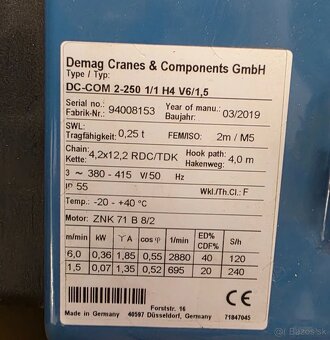 Demag Cranes & Components GmbH
Type / Typ:
DC-COM 2-250 1/1 H4 V6/1,5
Serial no.: Fabrik-Nr.: 94008153 Year of manu.: Baujahr: 03/2019
SWL: Tragfähigkeit: 0,25 t FEM/ISO: 2m / M5
Chain: Kette: 4,2x12,2 RDC/TDK Hook path: Hakenweg: 4,0 m
3 ~ 380 - 415 V/ 50 Hz
IP 55 Wkl./Th.Cl.: F
Temp: -20 - +40 °C
Motor: ZNK 71 B 8/2
m/min kW A cos 1/min ED% CDF% S/h
6,0 0,36 1,85 0,55 2880 40 120
1,5 0,07 1,35 0,52 695 20 240
Made in Germany Forststr. 16 40597 Düsseldorf, Germany 71847045
CE
bazos.sk